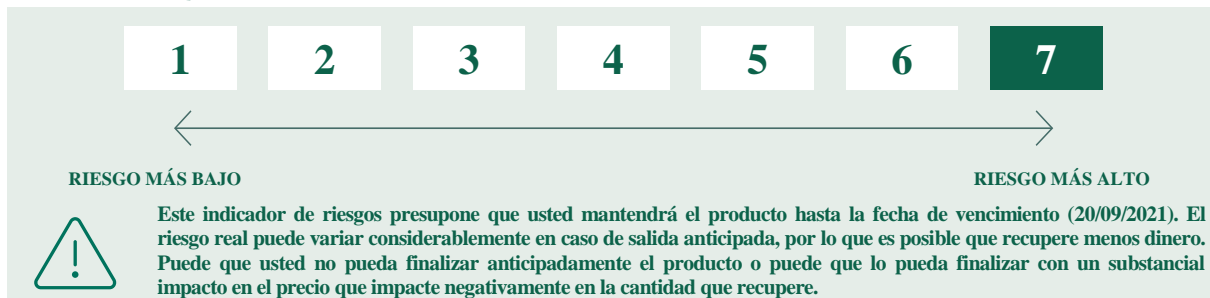 1 2 3 4 5 6 7
RIESGO MÁS BAJO RIESGO MÁS ALTO
Este indicador de riesgos presupone que usted mantendrá el producto hasta la fecha de vencimiento (20/09/2021). El
riesgo real puede variar considerablemente en caso de salida anticipada, por lo que es posible que recupere menos dinero.
Puede que usted no pueda finalizar anticipadamente el producto o puede que lo pueda finalizar con un substancial
impacto en el precio que impacte negativamente en la cantidad que recupere.